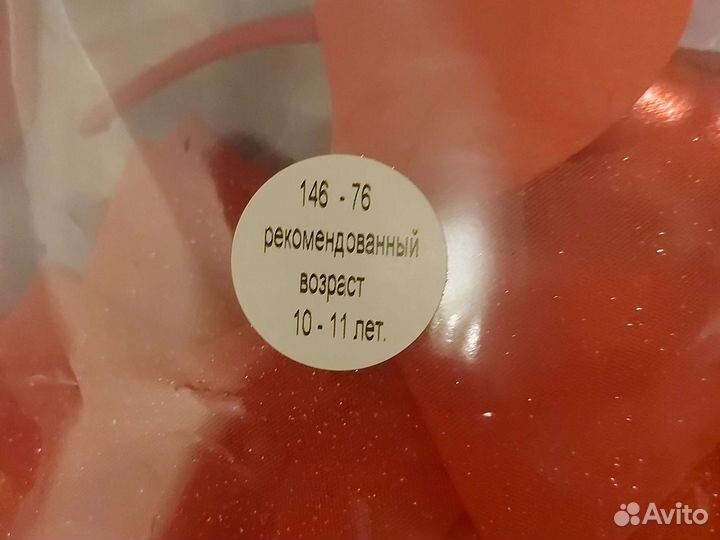 146 - 76
рекомендованный
возраст
10 - 11 лет.
Avito